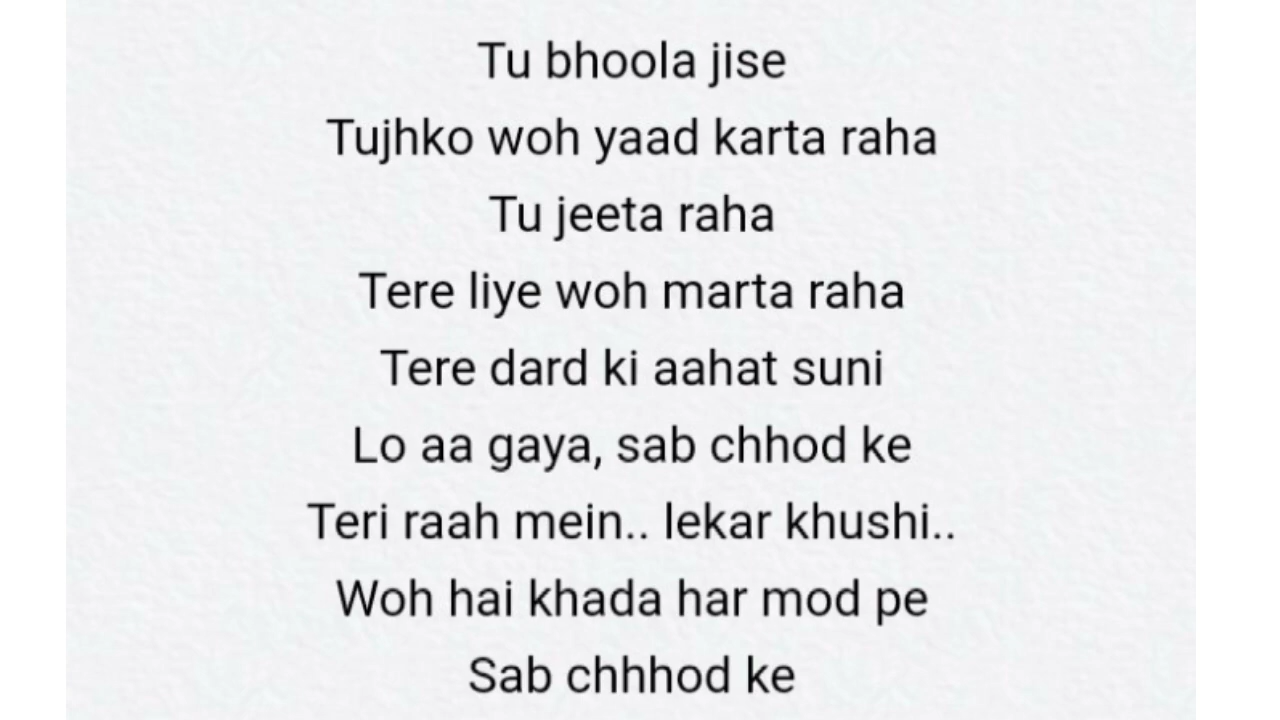 Tu bhoola jise
Tujhko woh yaad karta raha
Tu jeeta raha
Tere liye woh marta raha
Tere dard ki aahat suni
Lo aa gaya, sab chhod ke
Teri raah mein.. lekar khushi..
Woh hai khada har mod pe
Sab chhhod ke